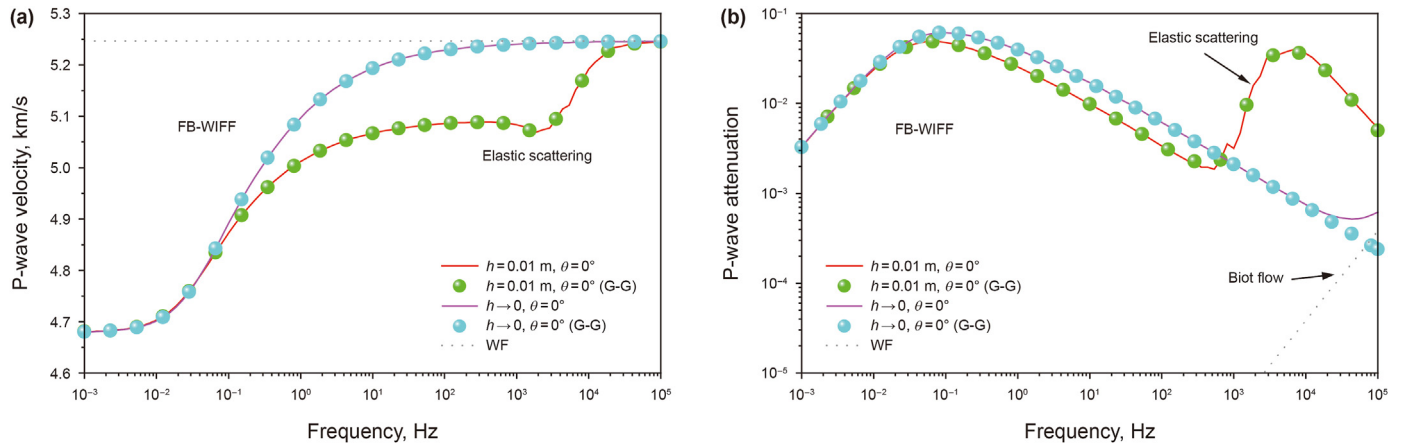 (a)
5.3
5.2
5.1
5.0
4.9
4.8
4.7
4.6
P-wave velocity, km/s
FB-WIFF
Elastic scattering
h = 0.01 m, θ = 0°
h = 0.01 m, θ = 0° (G-G)
h → 0, θ = 0°
h → 0, θ = 0° (G-G)
WF
10⁻³ 10⁻² 10⁻¹ 10⁰ 10¹ 10² 10³ 10⁴ 10⁵
Frequency, Hz
(b)
10⁻¹
10⁻²
10⁻³
10⁻⁴
10⁻⁵
P-wave attenuation
Elastic scattering
FB-WIFF
Biot flow
h = 0.01 m, θ = 0°
h = 0.01 m, θ = 0° (G-G)
h → 0, θ = 0°
h → 0, θ = 0° (G-G)
WF
10⁻³ 10⁻² 10⁻¹ 10⁰ 10¹ 10² 10³ 10⁴ 10⁵
Frequency, Hz